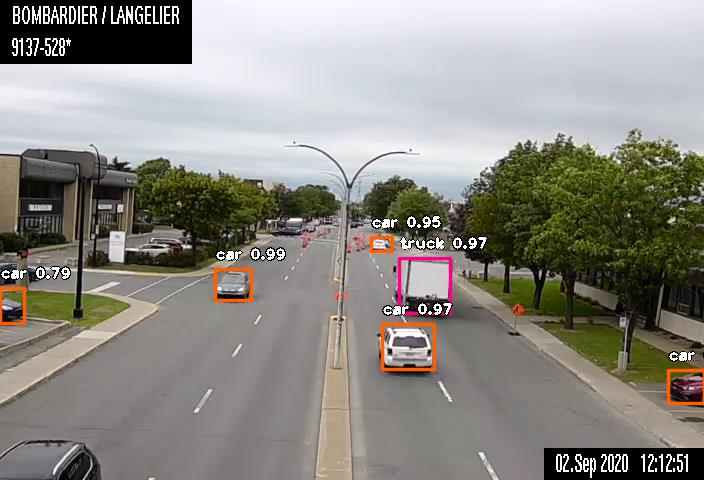 BOMBARDIER / LANGELIER
9137-528*
car 0.95
truck 0.97
car 0.99
car 0.79
car 0.97
car
02.Sep 2020 12:12:51